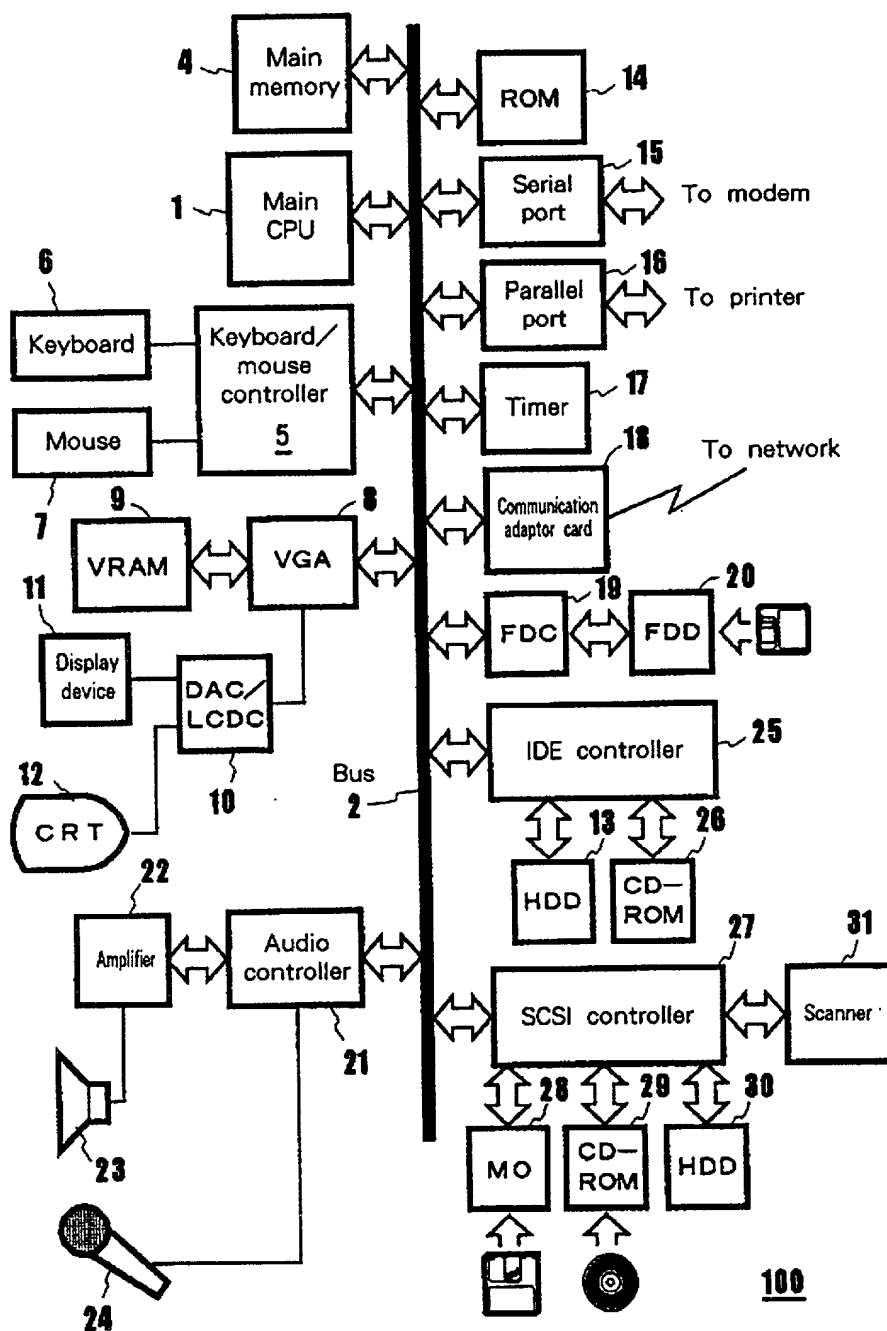 4
Main
memory
ROM
14
1
Main
CPU
15
Serial
port
To modem
6
Keyboard
16
Parallel
port
To printer
Keyboard/
mouse
controller
5
Mouse
7
17
Timer
18
Communication
adaptor card
To network
9
VRAM
8
VGA
19
FDC
20
FDD
11
Display
device
DAC/
LCDC
10
25
IDE controller
12
CRT
Bus
2
13
HDD
26
CD-
ROM
22
Amplifier
Audio
controller
21
27
SCSI controller
31
Scanner
23
28
MO
29
CD-
ROM
30
HDD
24
100